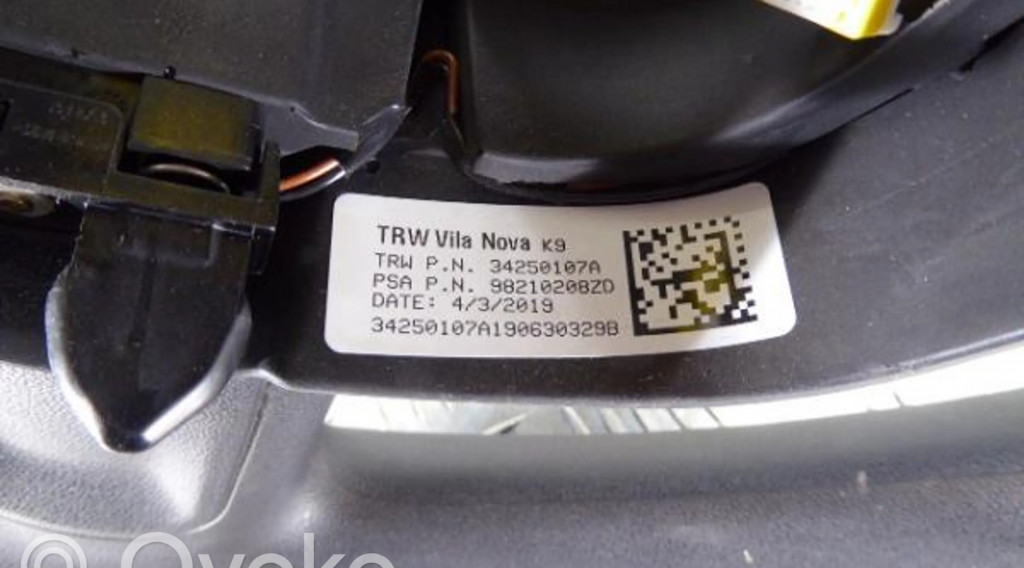 TRW Vila Nova K9
TRW P.N. 34250107A
PSA P.N. 98210208ZD
DATE: 4/3/2019
34250107A190630329B
© Ovoko